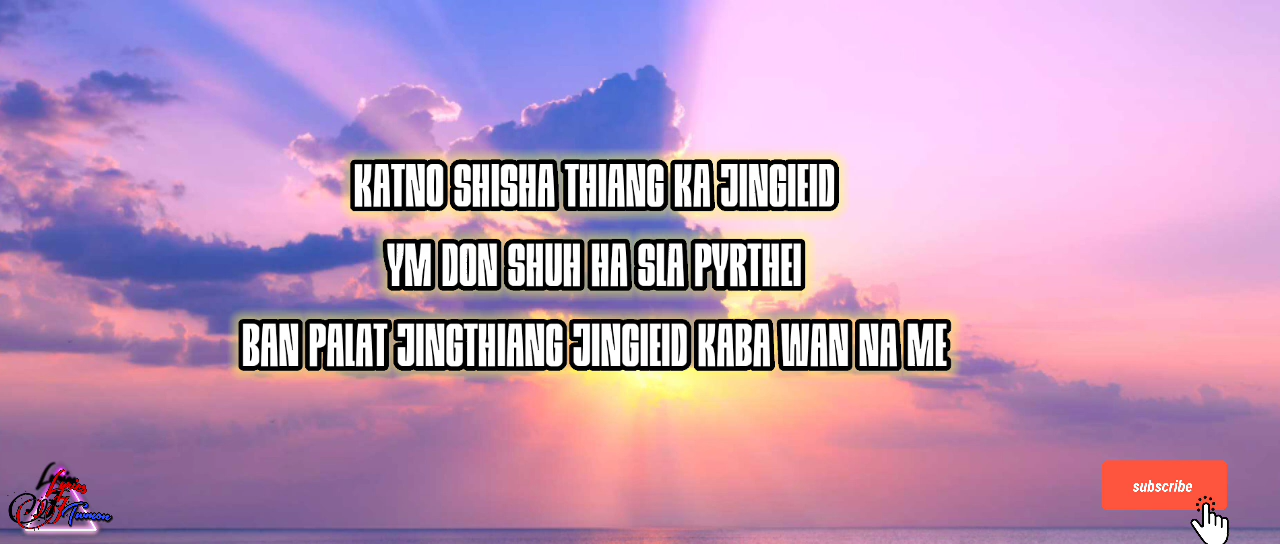 KATNO SHISHA THIANG KA JINGIEID
YM DON SHUH HA SLA PYRTHEI
BAN PALAT JINGTHIANG JINGIEID KABA WAN NA ME
subscribe